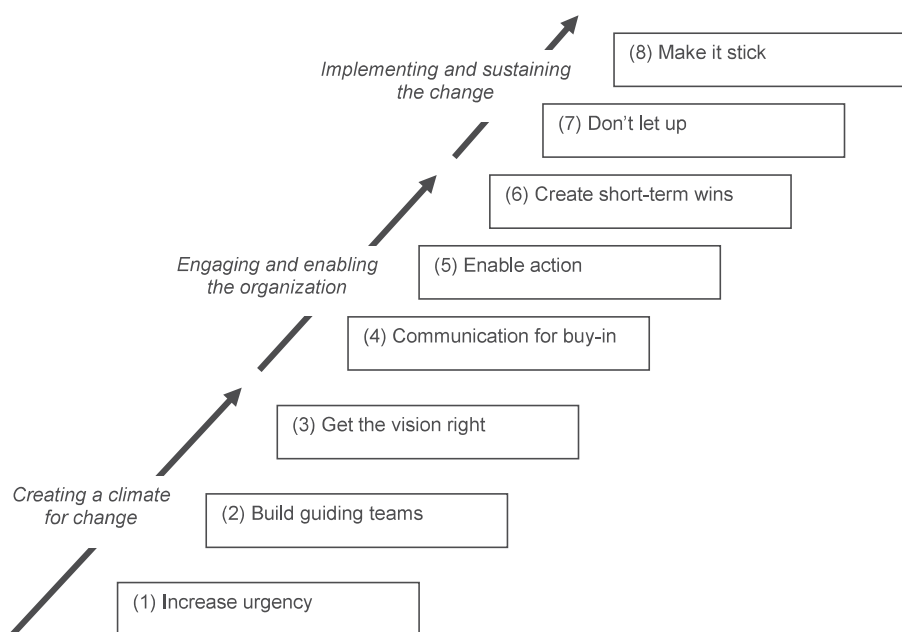 Implementing and sustaining
the change
(8) Make it stick
(7) Don't let up
(6) Create short-term wins
Engaging and enabling
the organization
(5) Enable action
(4) Communication for buy-in
(3) Get the vision right
Creating a climate
for change
(2) Build guiding teams
(1) Increase urgency